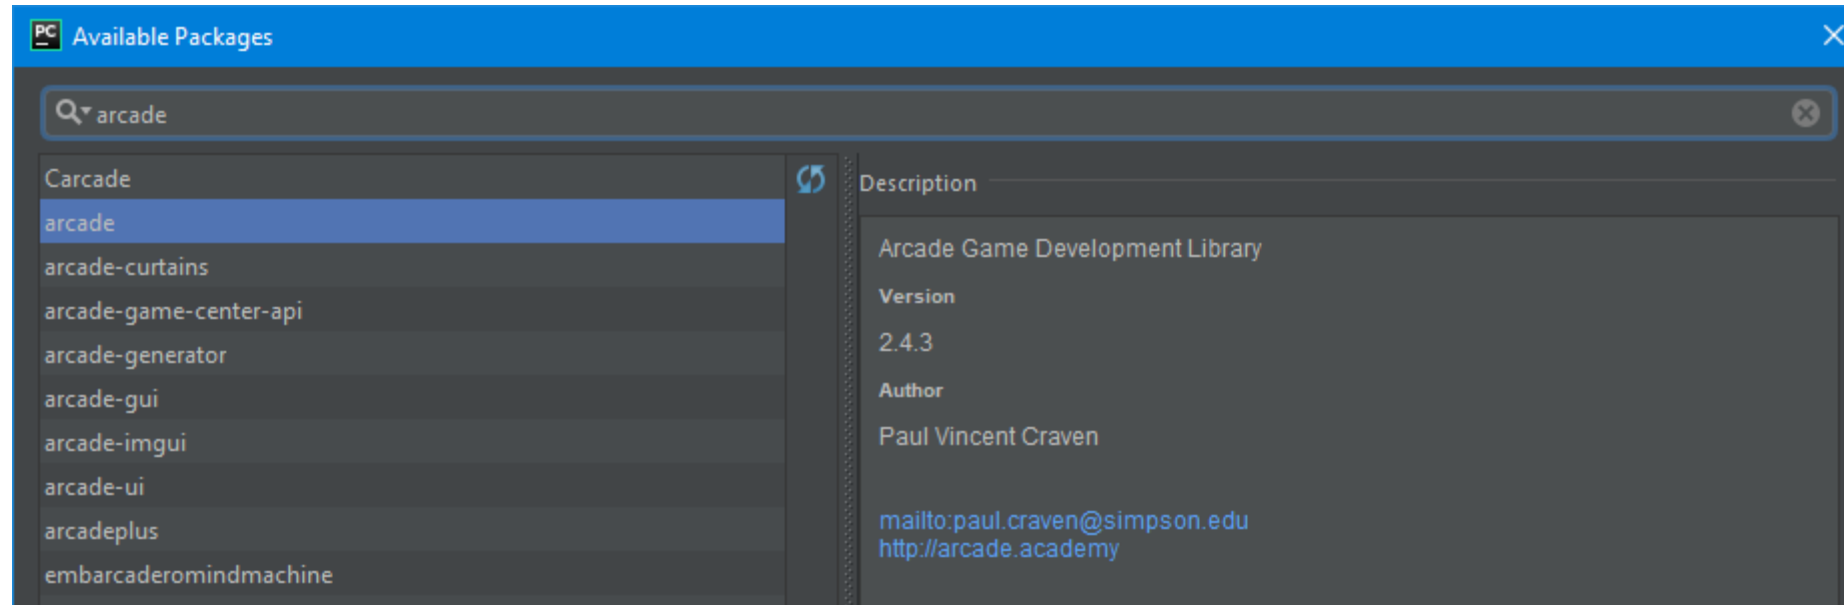 PC Available Packages
arcade
Carcade
arcade
arcade-curtains
arcade-game-center-api
arcade-generator
arcade-gui
arcade-imgui
arcade-ui
arcadeplus
embarcaderomindmachine
Description
Arcade Game Development Library
Version
2.4.3
Author
Paul Vincent Craven
mailto:paul.craven@simpson.edu
http://arcade.academy